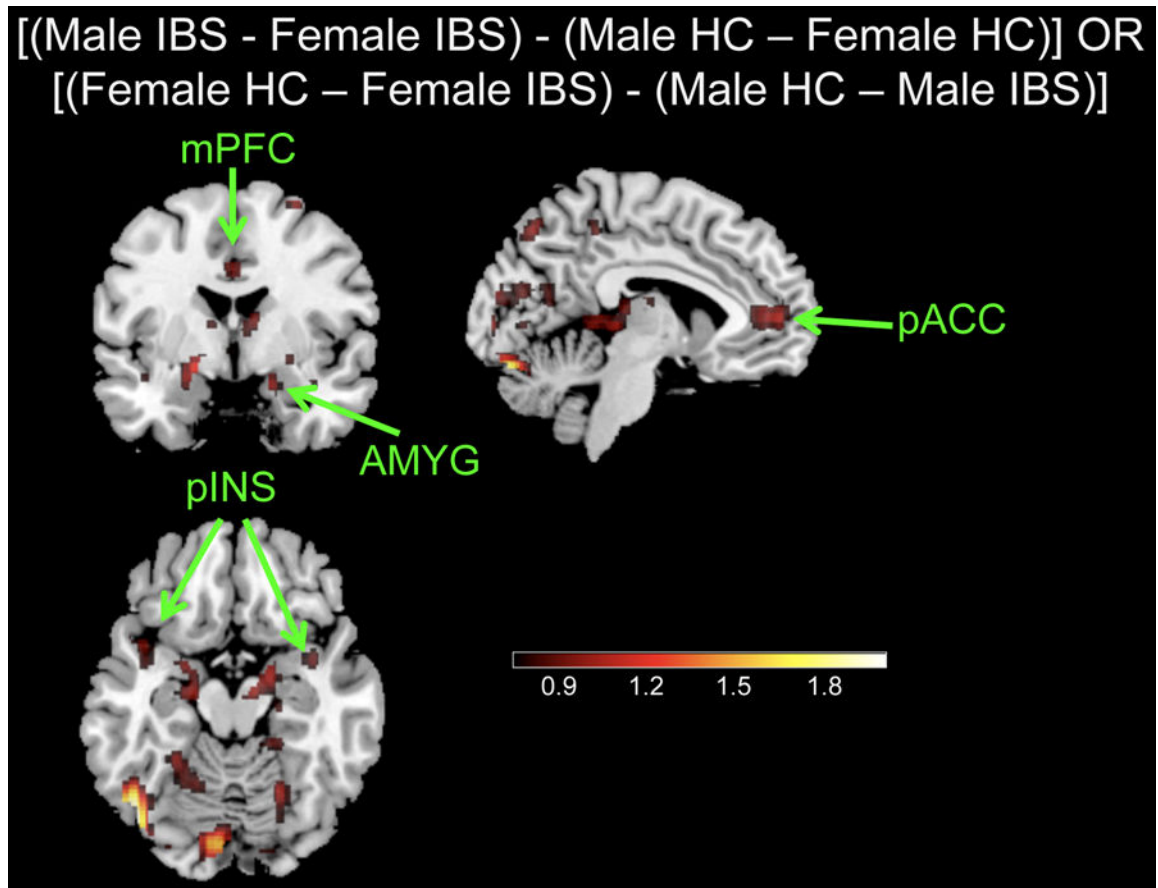 [(Male IBS - Female IBS) - (Male HC – Female HC)] OR
[(Female HC – Female IBS) - (Male HC – Male IBS)]
mPFC
pACC
AMYG
pINS
0.9 1.2 1.5 1.8